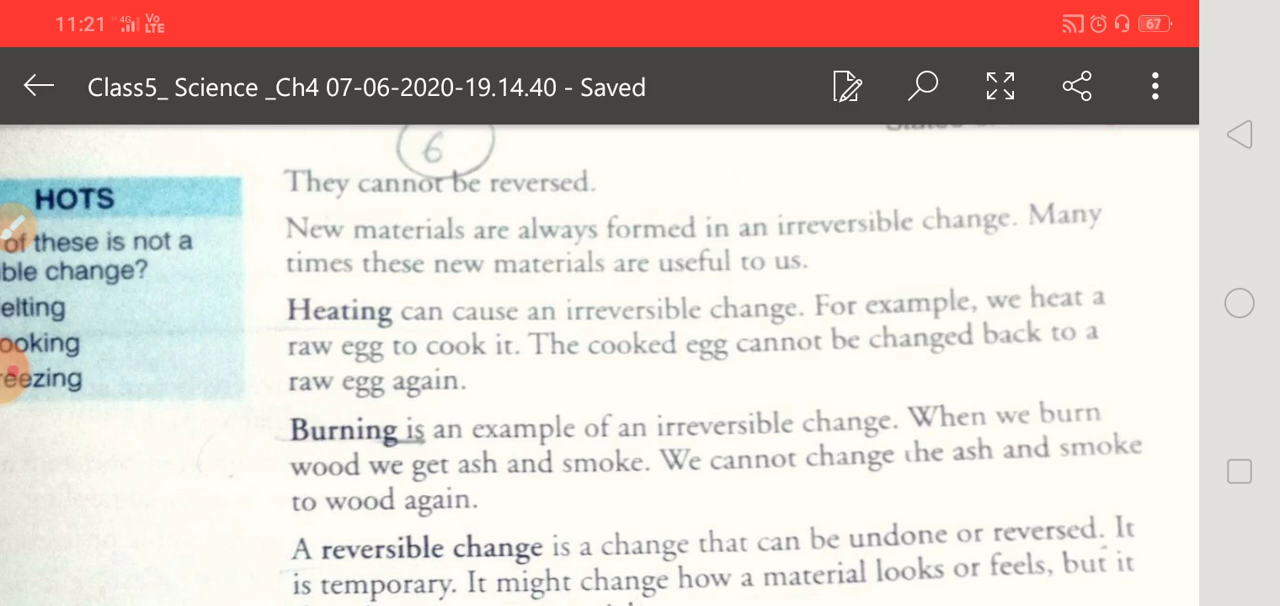 11:21 4G Vo LTE 67
Class5_ Science _Ch4 07-06-2020-19.14.40 - Saved
6
They cannot be reversed.
HOTS
New materials are always formed in an irreversible change. Many
times these new materials are useful to us.
of these is not a
ble change?
elting
ooking
eezing
Heating can cause an irreversible change. For example, we heat a
raw egg to cook it. The cooked egg cannot be changed back to a
raw egg again.
Burning is an example of an irreversible change. When we burn
wood we get ash and smoke. We cannot change the ash and smoke
to wood again.
A reversible change is a change that can be undone or reversed. It
is temporary. It might change how a material looks or feels, but it